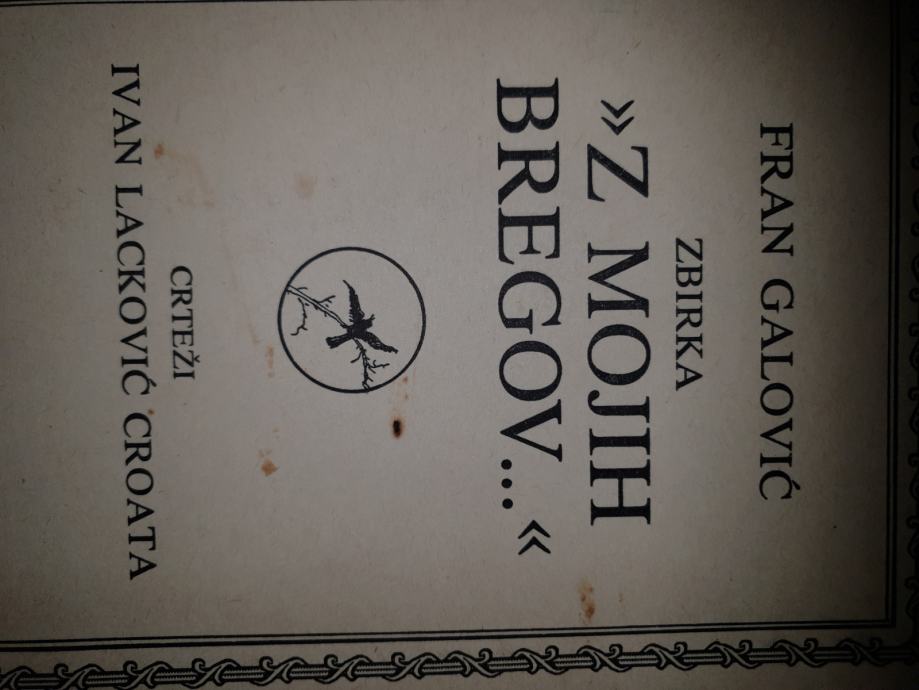 FRAN GALOVIĆ
ZBIRKA
»Z MOJIH
BREGOV...«
CRTEŽI
IVAN LACKOVIĆ CROATA